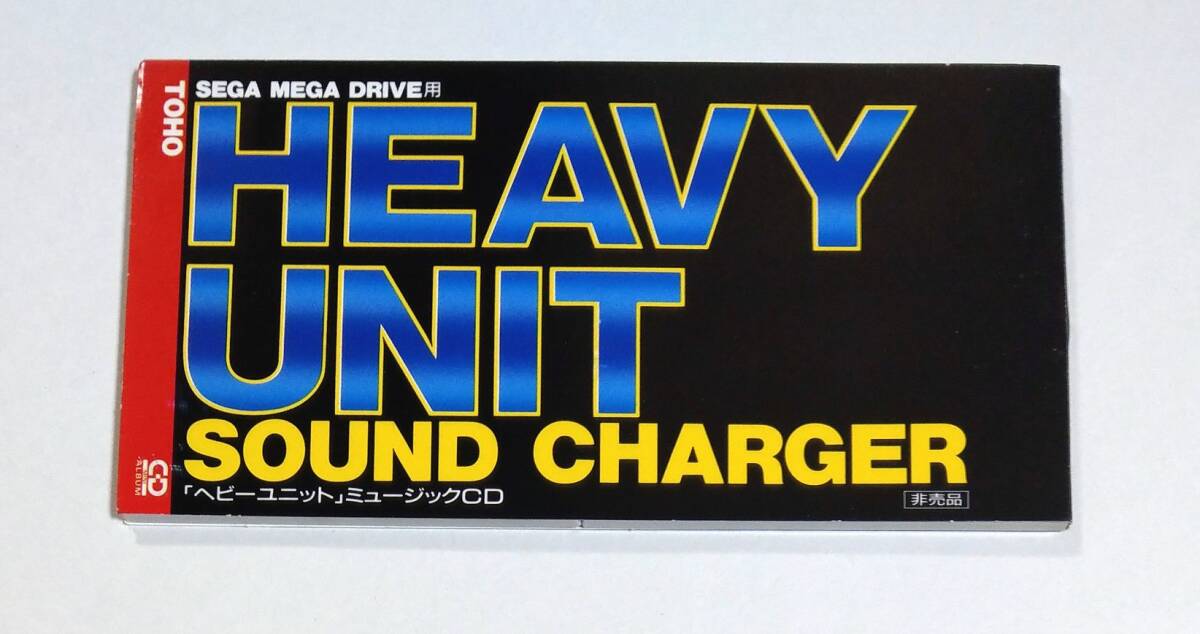 TOHO
SEGA MEGA DRIVE用
HEAVY
UNIT
SOUND CHARGER
「ヘビーユニット」ミュージックCD
非売品
CD
ALBUM